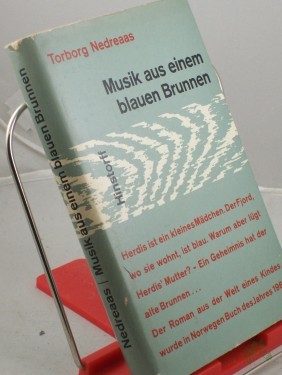 Torborg Nedreaas
Musik aus einem
blauen Brunnen
Hinstorff
Herdis ist ein kleines Mädchen. Der Fjord,
wo sie wohnt, ist blau. Warum aber lügt
Herdis' Mutter? – Ein Geheimnis hat der
alte Brunnen...
Der Roman aus der Welt eines Kindes
wurde in Norwegen Buch des Jahres 196
Nedreaas / Musik aus einem blauen Brunnen